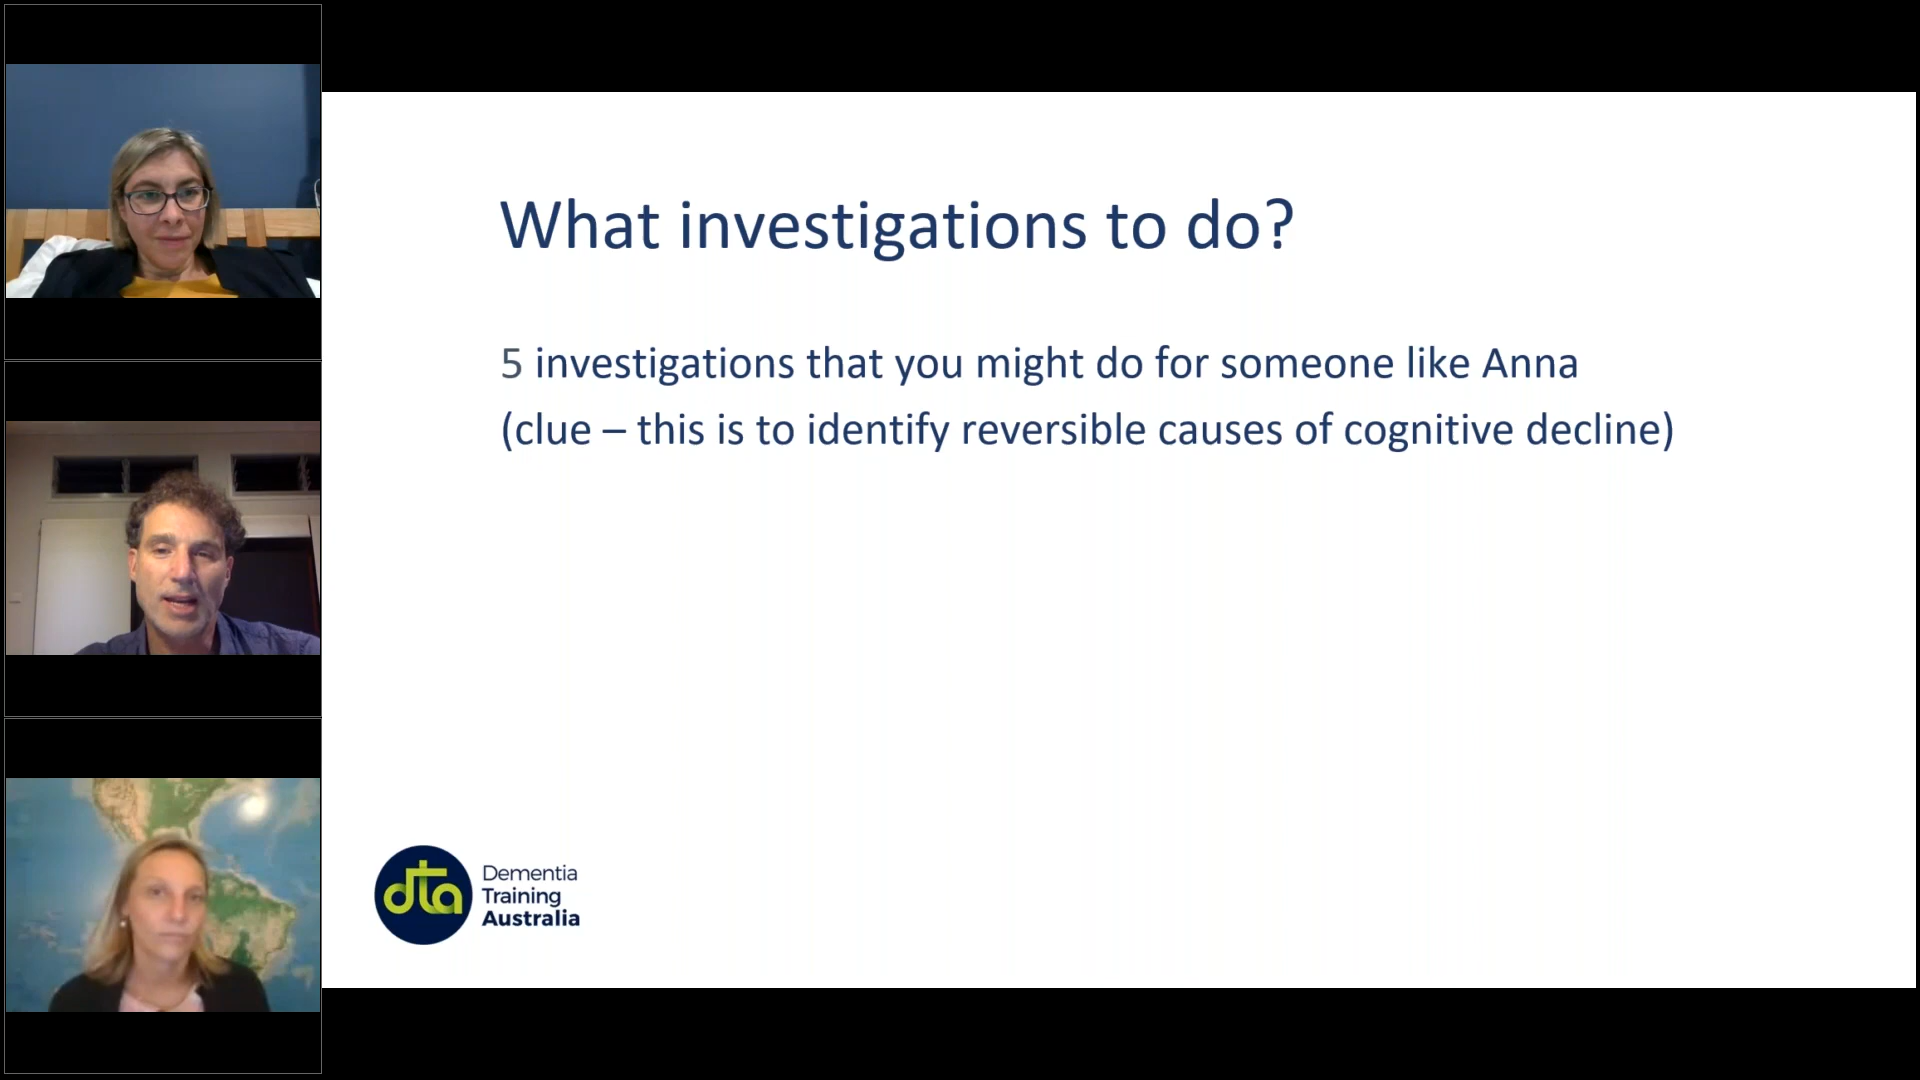 What investigations to do?
5 investigations that you might do for someone like Anna
(clue – this is to identify reversible causes of cognitive decline)
dta
Dementia
Training
Australia